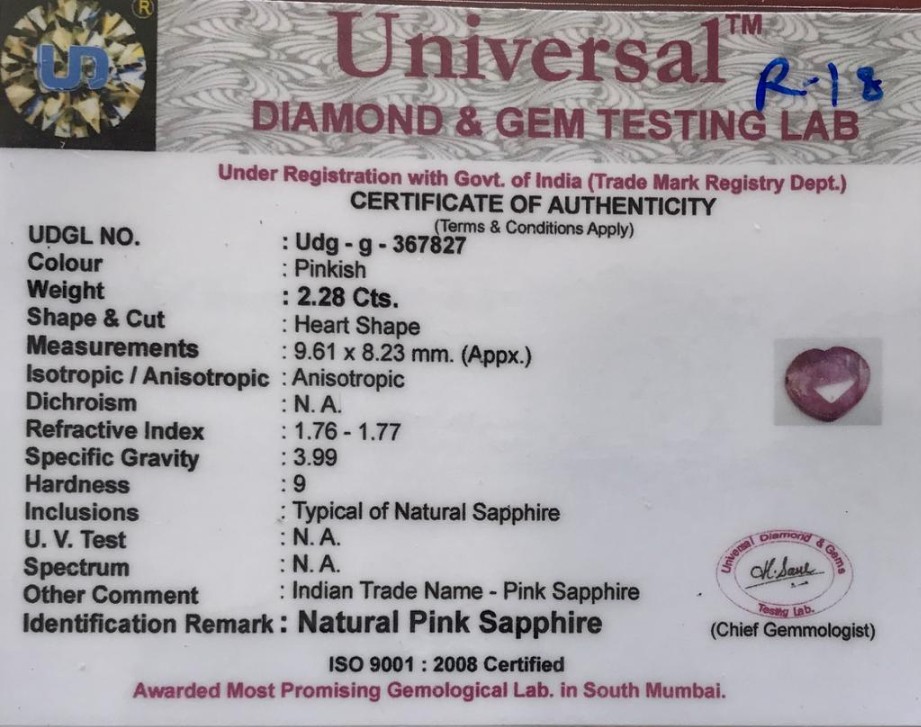 UD ®
Universal™
R-18
DIAMOND & GEM TESTING LAB
Under Registration with Govt. of India (Trade Mark Registry Dept.)
CERTIFICATE OF AUTHENTICITY
(Terms & Conditions Apply)
UDGL NO. : Udg - g - 367827
Colour : Pinkish
Weight : 2.28 Cts.
Shape & Cut : Heart Shape
Measurements : 9.61 x 8.23 mm. (Appx.)
Isotropic / Anisotropic : Anisotropic
Dichroism : N. A.
Refractive Index : 1.76 - 1.77
Specific Gravity : 3.99
Hardness : 9
Inclusions : Typical of Natural Sapphire
U. V. Test : N. A.
Spectrum : N. A.
Other Comment : Indian Trade Name - Pink Sapphire
Identification Remark : Natural Pink Sapphire
Universal Diamond & Gems
Testing Lab.
(Chief Gemmologist)
ISO 9001 : 2008 Certified
Awarded Most Promising Gemological Lab. in South Mumbai.